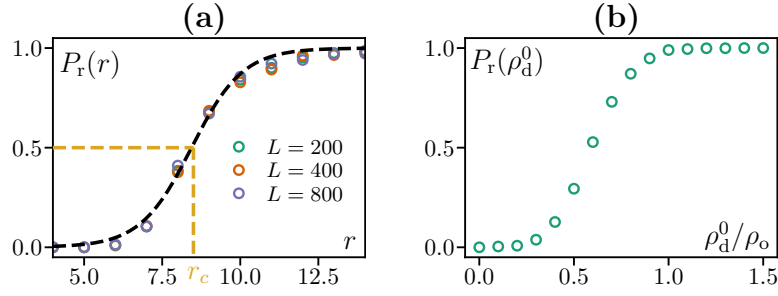 (a)
1.0
0.5
0.0
P_r(r)
L = 200
L = 400
L = 800
r
5.0 7.5 10.0 12.5
r_c
(b)
1.0
0.5
0.0
P_r(ρ_d^0)
ρ_d^0/ρ_o
0.0 0.5 1.0 1.5